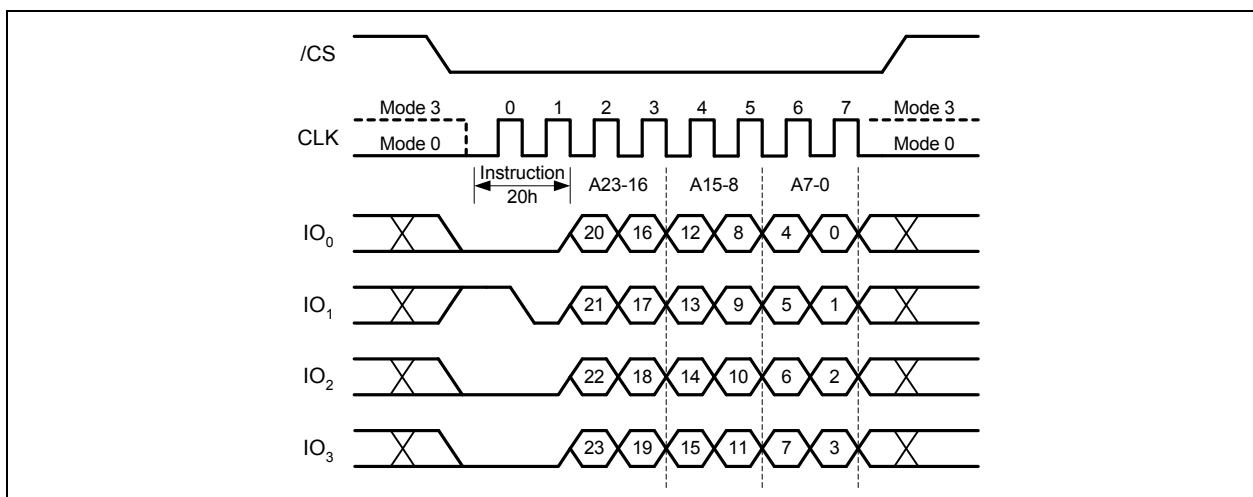 /CS
Mode 3 0 1 2 3 4 5 6 7 Mode 3
CLK
Mode 0 Mode 0
Instruction
20h A23-16 A15-8 A7-0
IO0 20 16 12 8 4 0
IO1 21 17 13 9 5 1
IO2 22 18 14 10 6 2
IO3 23 19 15 11 7 3